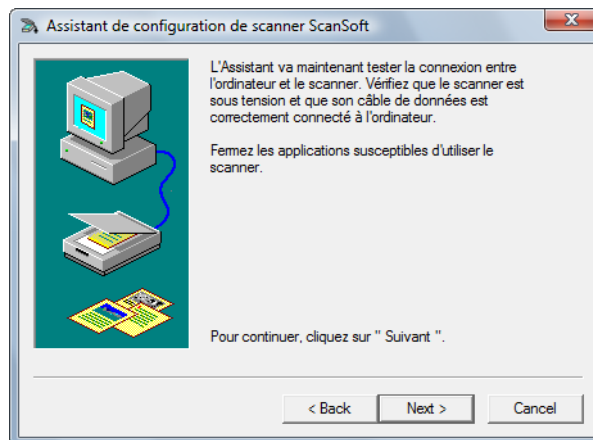 Assistant de configuration de scanner ScanSoft
L'Assistant va maintenant tester la connexion entre
l'ordinateur et le scanner. Vérifiez que le scanner est
sous tension et que son câble de données est
correctement connecté à l'ordinateur.
Fermez les applications susceptibles d'utiliser le
scanner.
Pour continuer, cliquez sur " Suivant ".
< Back Next > Cancel